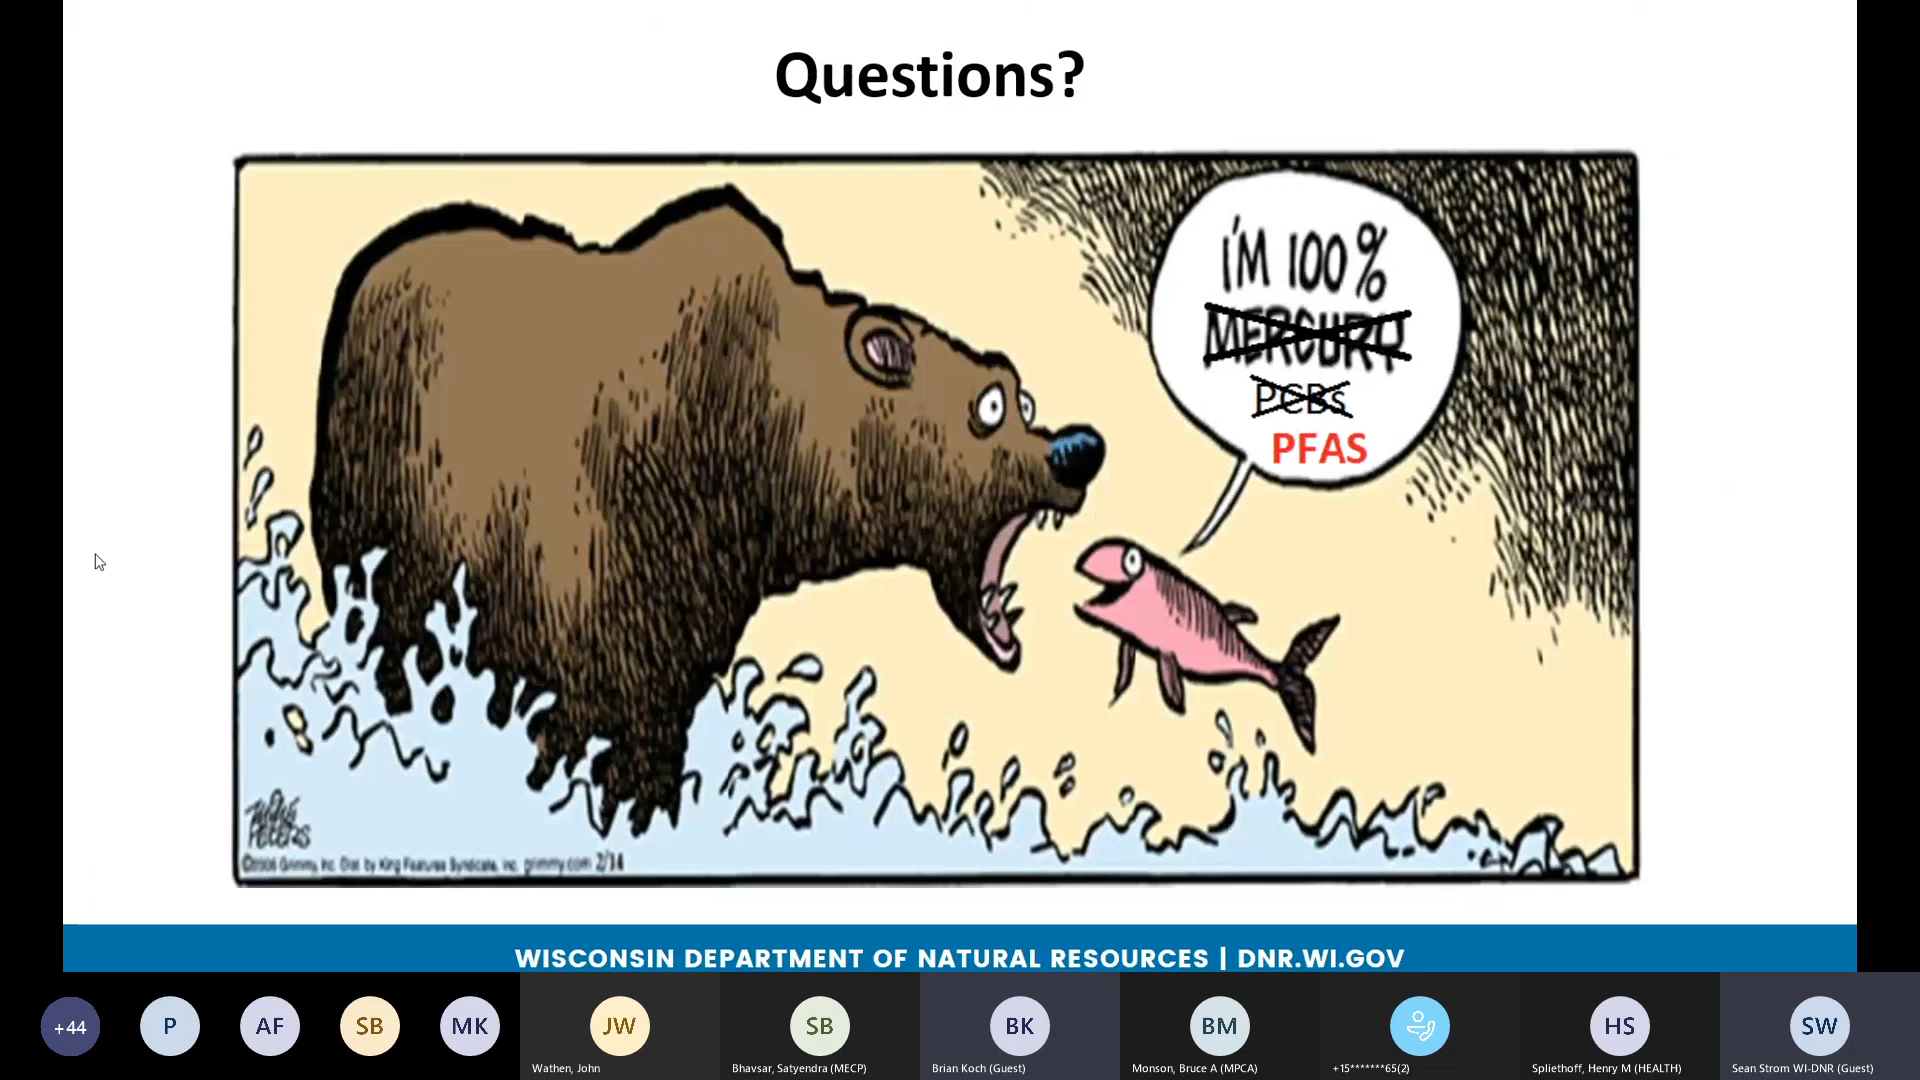 Questions?
I'M 100%
MERCURY
PCBs
PFAS
PETERS
©2006 Grimmy, Inc. Dist. by King Features Syndicate, Inc. grimmy.com 2/14
WISCONSIN DEPARTMENT OF NATURAL RESOURCES | DNR.WI.GOV
+44
P
AF
SB
MK
JW
SB
BK
BM
HS
SW
Wathen, John
Bhavsar, Satyendra (MECP)
Brian Koch (Guest)
Monson, Bruce A (MPCA)
+15*******65(2)
Spliethoff, Henry M (HEALTH)
Sean Strom WI-DNR (Guest)